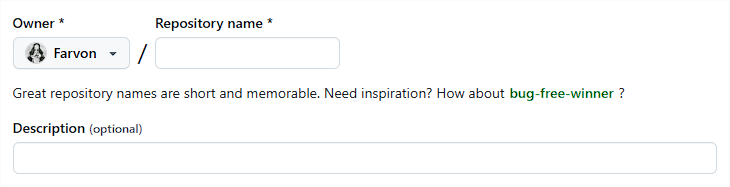 Owner * Repository name *
Farvon / 
Great repository names are short and memorable. Need inspiration? How about bug-free-winner ?
Description (optional)